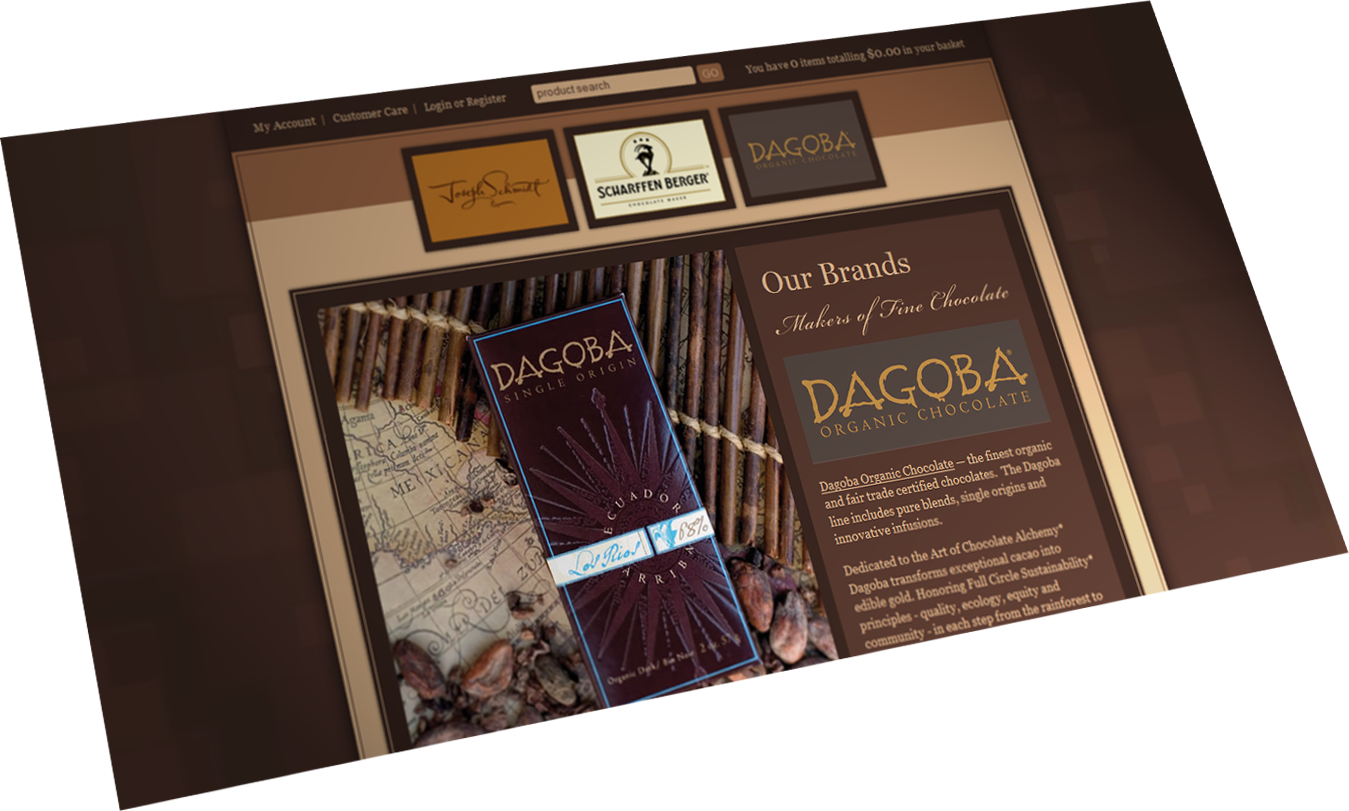 My Account | Customer Care | Login or Register
product search
GO
You have 0 items totalling $0.00 in your basket
Joseph Schmidt
SCHARFFEN BERGER
CHOCOLATE MAKER
DAGOBA
ORGANIC CHOCOLATE
DAGOBA
SINGLE ORIGIN
ECUADOR
Los Rios
68%
ARRIBA
Organic Dark/
2 oz.
MEXICA
Our Brands
Makers of Fine Chocolate
DAGOBA®
ORGANIC CHOCOLATE
Dagoba Organic Chocolate — the finest organic
and fair trade certified chocolates. The Dagoba
line includes pure blends, single origins and
innovative infusions.
Dedicated to the Art of Chocolate Alchemy*
Dagoba transforms exceptional cacao into
edible gold. Honoring Full Circle Sustainability*
principles - quality, ecology, equity and
community - in each step from the rainforest to